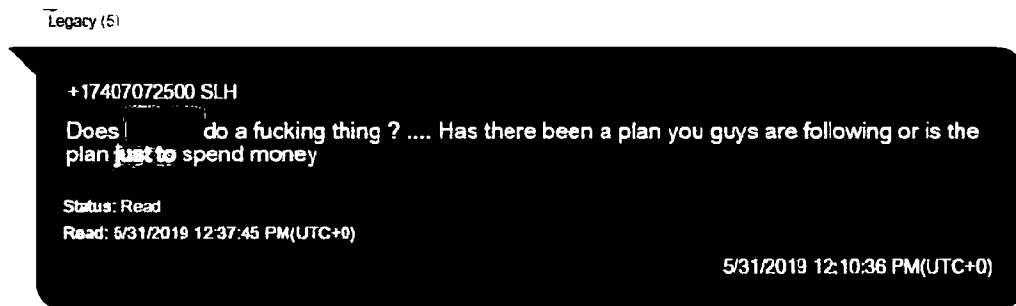 Legacy (5)
+17407072500 SLH
Does do a fucking thing ? .... Has there been a plan you guys are following or is the
plan just to spend money
Status: Read
Read: 5/31/2019 12:37:45 PM(UTC+0)
5/31/2019 12:10:36 PM(UTC+0)